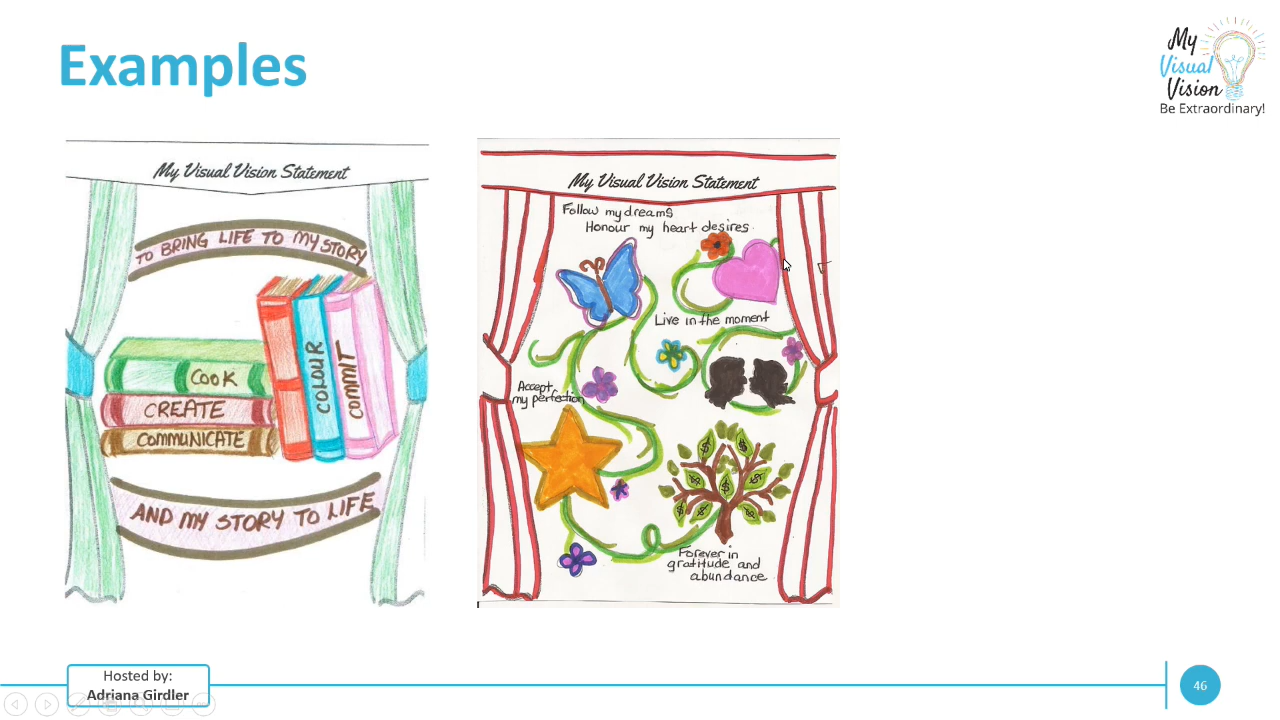 Examples
My
Visual
Vision
Be Extraordinary!
My Visual Vision Statement
TO BRING LIFE TO MY STORY
COOK
CREATE
COMMUNICATE
COLOUR
COMMIT
AND MY STORY TO LIFE
My Visual Vision Statement
Follow my dreams
Honour my heart desires.
Live in the moment
Accept
my perfection
$
$
$
$
$
$
$
Forever in
gratitude and
abundance
Hosted by:
Adriana Girdler
46